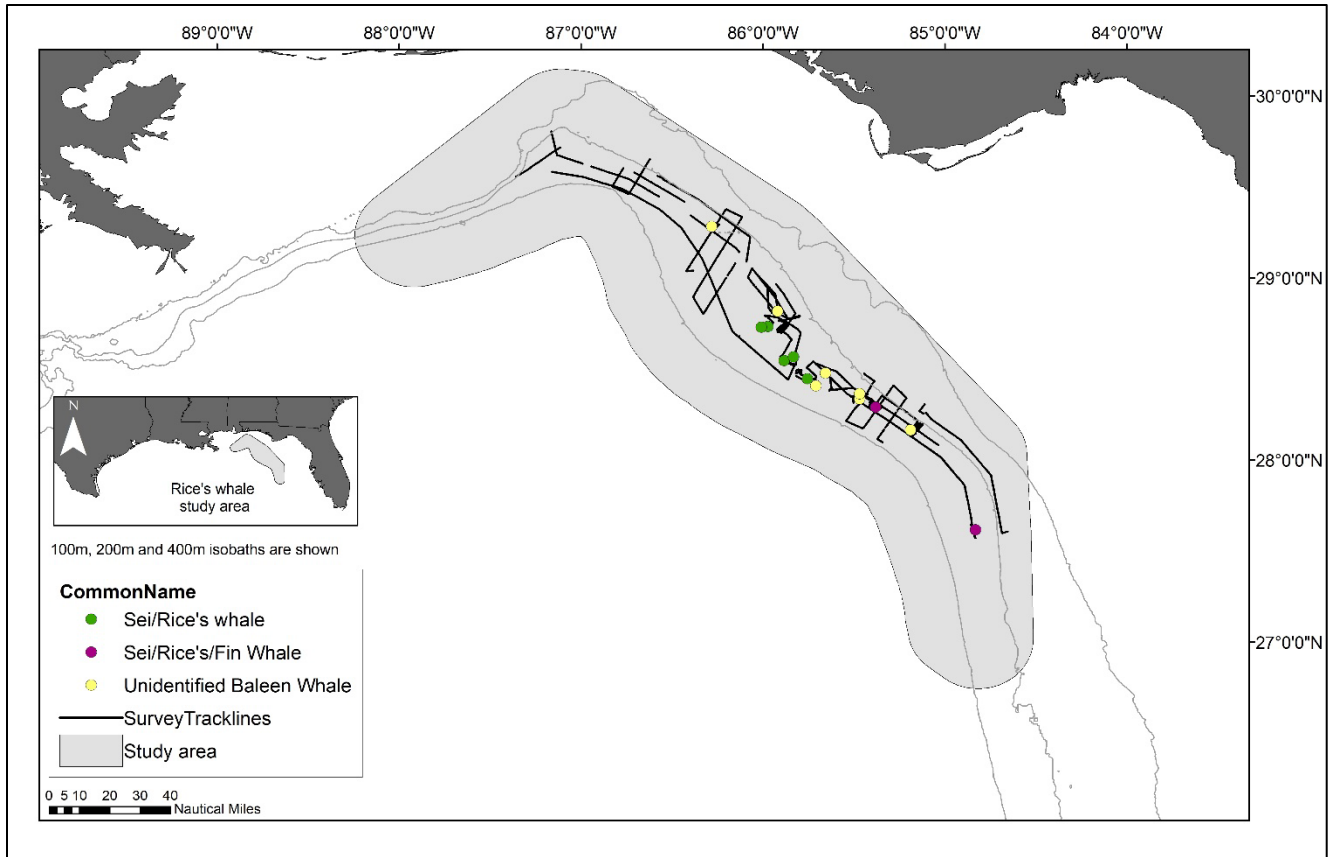 89°0'0"W 88°0'0"W 87°0'0"W 86°0'0"W 85°0'0"W 84°0'0"W
30°0'0"N
29°0'0"N
28°0'0"N
27°0'0"N
N
Rice's whale
study area
100m, 200m and 400m isobaths are shown
CommonName
Sei/Rice's whale
Sei/Rice's/Fin Whale
Unidentified Baleen Whale
SurveyTracklines
Study area
0 5 10 20 30 40
Nautical Miles